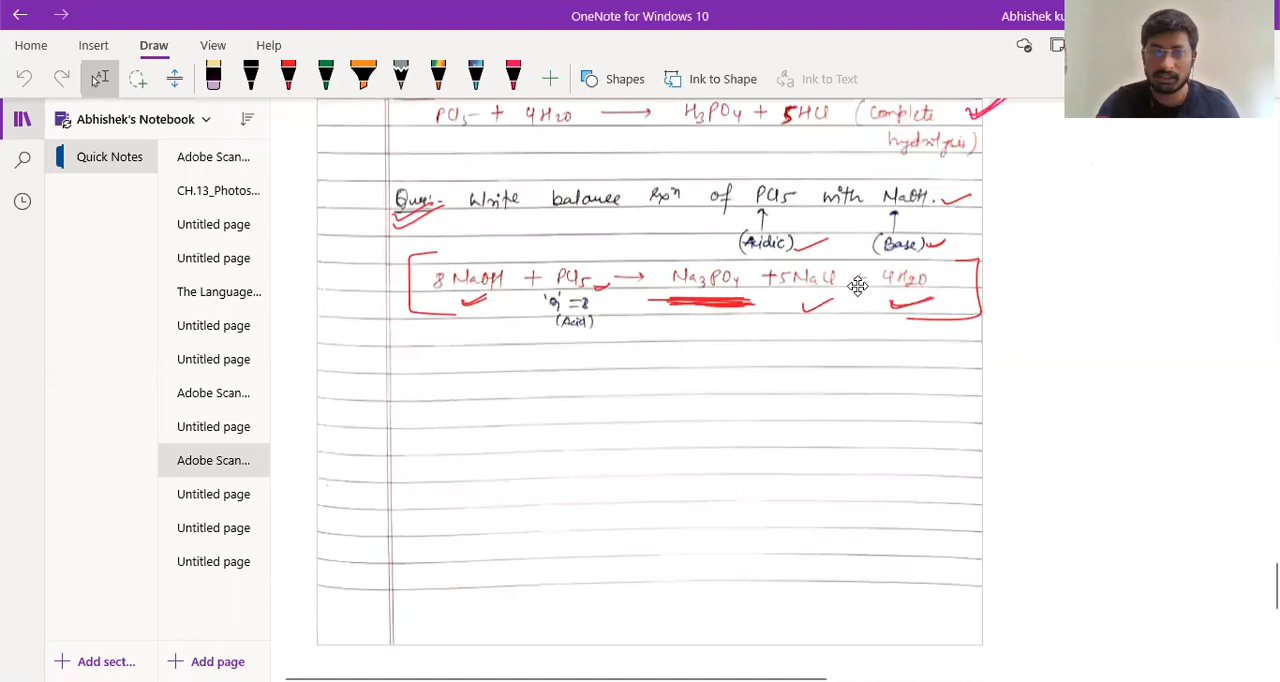 OneNote for Windows 10
Abhishek ku
Home Insert Draw View Help
Shapes Ink to Shape Ink to Text
Abhishek's Notebook
Quick Notes
Adobe Scan...
CH.13_Photos...
Untitled page
Untitled page
The Language...
Untitled page
Untitled page
Adobe Scan...
Untitled page
Adobe Scan...
Untitled page
Untitled page
Untitled page
Add sect...
Add page
PCl5 + 4H2O → H3PO4 + 5HCl (Complete
hydrolysis)
Ques:- Write balance rxn of PCl5 with NaOH.
(Acidic) (Base)
8 NaOH + PCl5 → Na3PO4 + 5NaCl + 4H2O
(Acid)